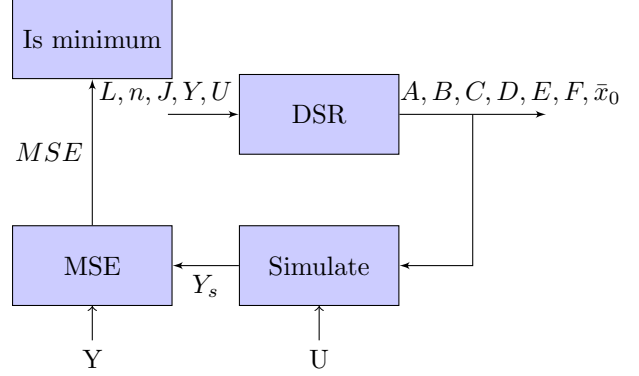 Is minimum
L, n, J, Y, U
DSR
A, B, C, D, E, F, x̄₀
MSE
MSE
Yₛ
Simulate
Y
U